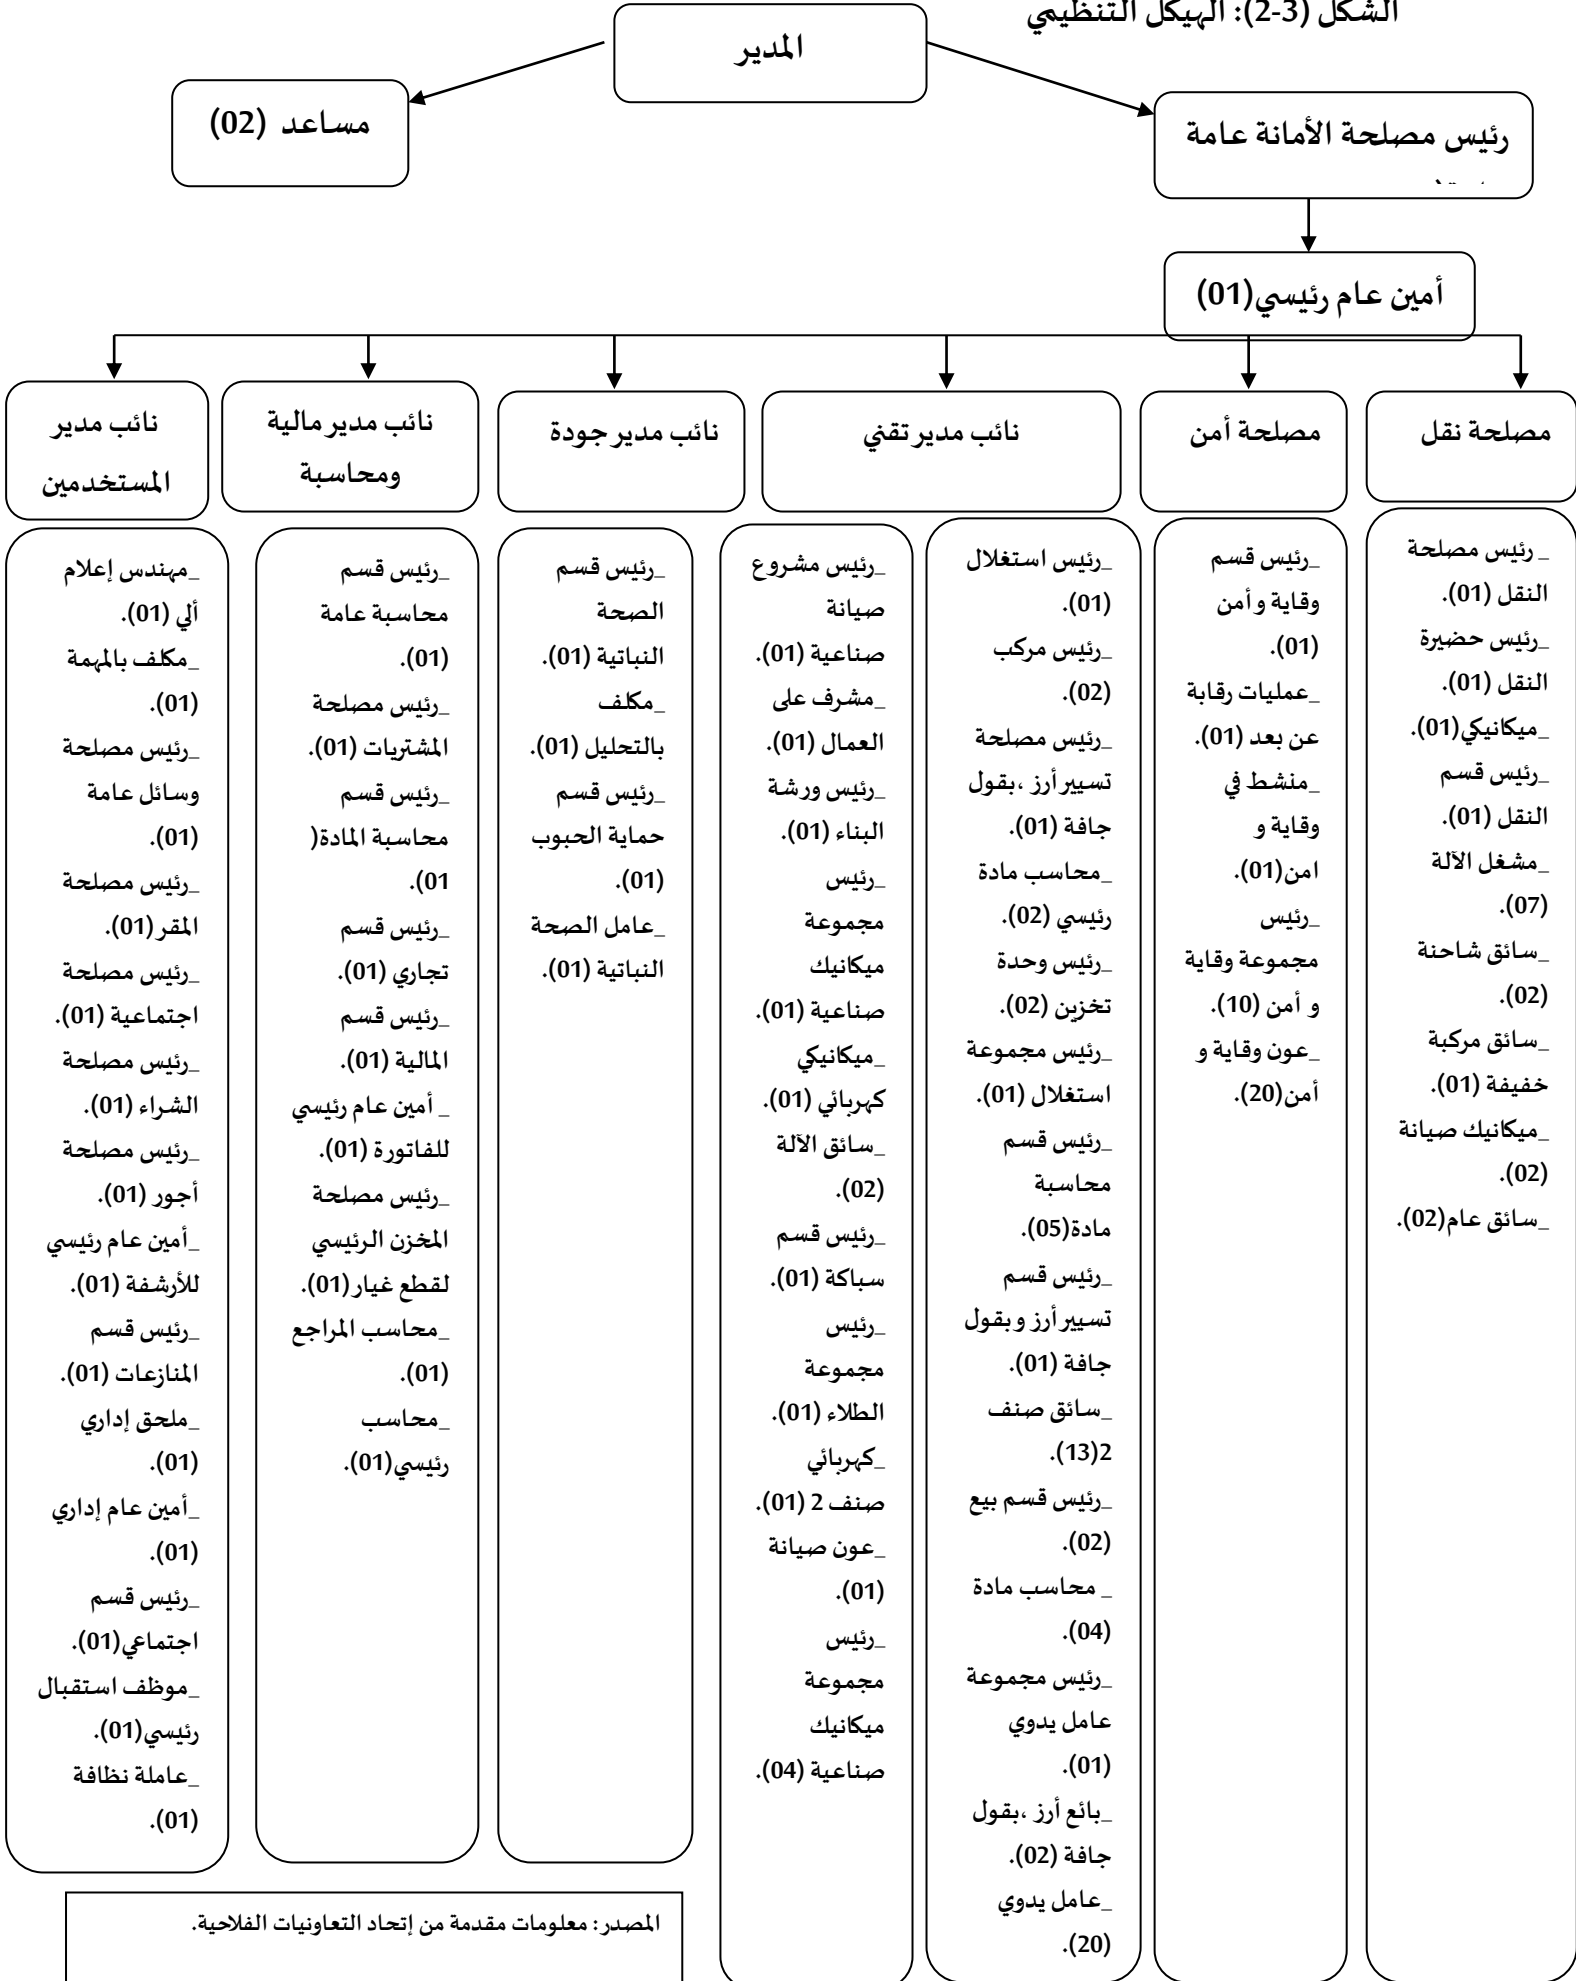 الشكل (3-2): الهيكل التنظيمي
المدير
مساعد (02)
رئيس مصلحة الأمانة عامة
أمين عام رئيسي(01)
مصلحة نقل
مصلحة أمن
نائب مدير تقني
نائب مدير جودة
نائب مدير مالية
ومحاسبة
نائب مدير
المستخدمين
_ رئيس مصلحة
النقل (01).
_رئيس حضيرة
النقل (01).
_ميكانيكي(01).
_رئيس قسم
النقل (01).
_مشغل الآلة
(07).
_سائق شاحنة
(02).
_سائق مركبة
خفيفة (01).
_ميكانيك صيانة
(02).
_سائق عام(02).
_رئيس قسم
وقاية و أمن
(01).
_عمليات رقابة
عن بعد (01).
_منشط في
وقاية و
امن(01).
_رئيس
مجموعة وقاية
و أمن (10).
_عون وقاية و
أمن(20).
_رئيس استغلال
(01).
_رئيس مركب
(02).
_رئيس مصلحة
تسيير أرز ،بقول
جافة (01).
_محاسب مادة
رئيسي (02).
_رئيس وحدة
تخزين (02).
_رئيس مجموعة
استغلال (01).
_رئيس قسم
محاسبة
مادة(05).
_رئيس قسم
تسيير أرز و بقول
جافة (01).
_سائق صنف
2(13).
_رئيس قسم بيع
(02).
_ محاسب مادة
(04).
_رئيس مجموعة
عامل يدوي
(01).
_بائع أرز ،بقول
جافة (02).
_عامل يدوي
(20).
_رئيس مشروع
صيانة
صناعية (01).
_مشرف على
العمال (01).
_رئيس ورشة
البناء (01).
_رئيس
مجموعة
ميكانيك
صناعية (01).
_ميكانيكي
كهربائي (01).
_سائق الآلة
(02).
_رئيس قسم
سباكة (01).
_رئيس
مجموعة
الطلاء (01).
_كهربائي
صنف 2 (01).
_عون صيانة
(01).
_رئيس
مجموعة
ميكانيك
صناعية (04).
_رئيس قسم
الصحة
النباتية (01).
_مكلف
بالتحليل (01).
_رئيس قسم
حماية الحبوب
(01).
_عامل الصحة
النباتية (01).
_رئيس قسم
محاسبة عامة
(01).
_رئيس مصلحة
المشتريات (01).
_رئيس قسم
محاسبة المادة(
01).
_رئيس قسم
تجاري (01).
_رئيس قسم
المالية (01).
_ أمين عام رئيسي
للفاتورة (01).
_رئيس مصلحة
المخزن الرئيسي
لقطع غيار (01).
_محاسب المراجع
(01).
_محاسب
رئيسي(01).
_مهندس إعلام
ألي (01).
_مكلف بالمهمة
(01).
_رئيس مصلحة
وسائل عامة
(01).
_رئيس مصلحة
المقر (01).
_رئيس مصلحة
اجتماعية (01).
_رئيس مصلحة
الشراء (01).
_رئيس مصلحة
أجور (01).
_أمين عام رئيسي
للأرشفة (01).
_رئيس قسم
المنازعات (01).
_ملحق إداري
(01).
_أمين عام إداري
(01).
_رئيس قسم
اجتماعي(01).
_موظف استقبال
رئيسي(01).
_عاملة نظافة
(01).
المصدر: معلومات مقدمة من إتحاد التعاونيات الفلاحية.